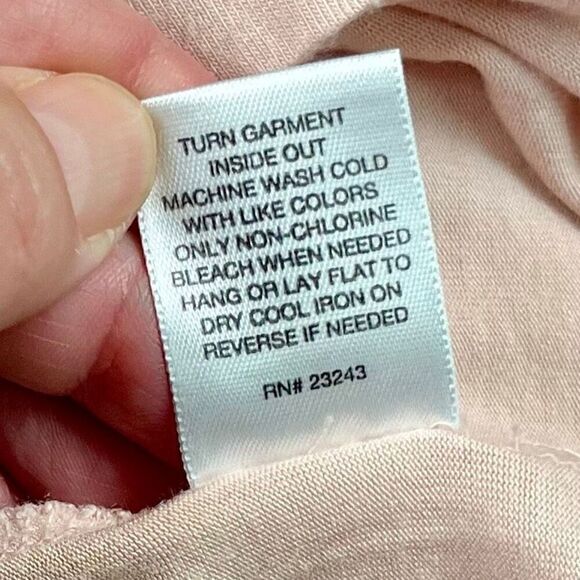 TURN GARMENT
INSIDE OUT
MACHINE WASH COLD
WITH LIKE COLORS
ONLY NON-CHLORINE
BLEACH WHEN NEEDED
HANG OR LAY FLAT TO
DRY COOL IRON ON
REVERSE IF NEEDED
RN# 23243